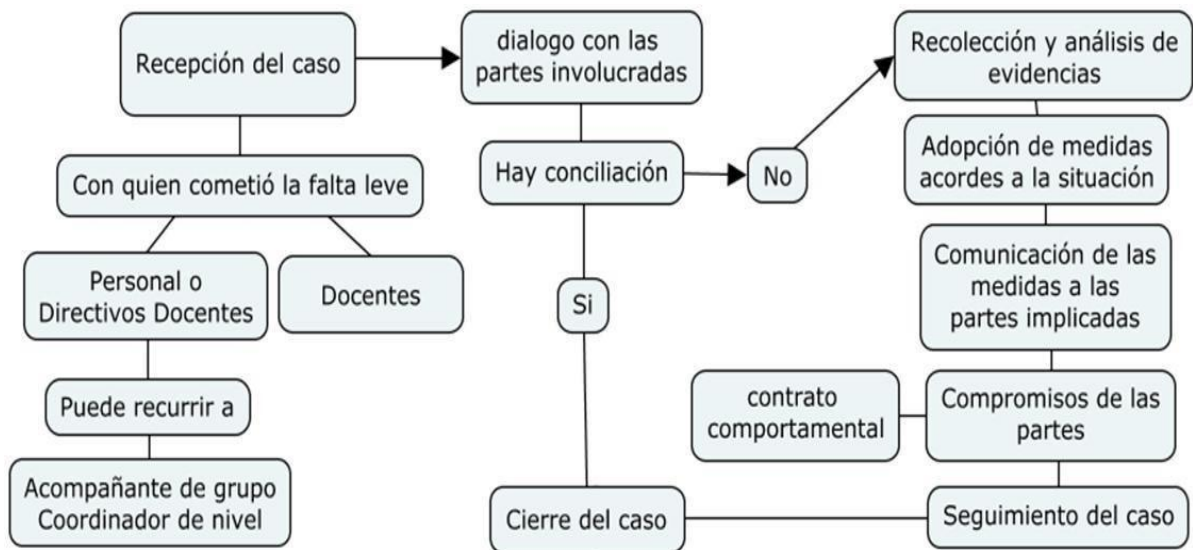 Recepción del caso
Con quien cometió la falta leve
Personal o
Directivos Docentes
Docentes
Puede recurrir a
Acompañante de grupo
Coordinador de nivel
dialogo con las
partes involucradas
Hay conciliación
No
Si
Cierre del caso
Recolección y análisis de
evidencias
Adopción de medidas
acordes a la situación
Comunicación de las
medidas a las
partes implicadas
Compromisos de las
partes
contrato
comportamental
Seguimiento del caso